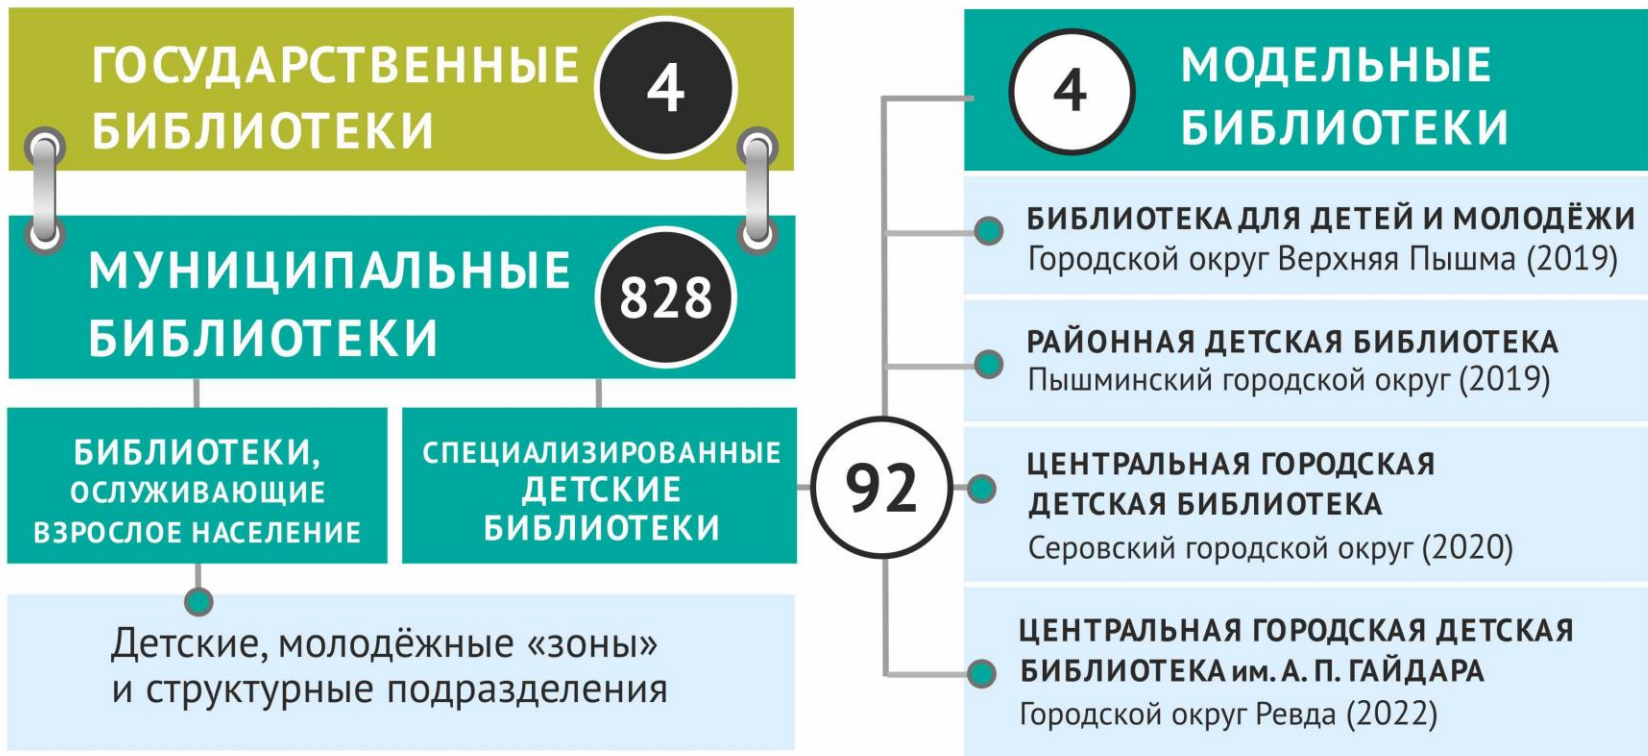 ГОСУДАРСТВЕННЫЕ
БИБЛИОТЕКИ
4
МУНИЦИПАЛЬНЫЕ
БИБЛИОТЕКИ
828
БИБЛИОТЕКИ,
ОСЛУЖИВАЮЩИЕ
ВЗРОСЛОЕ НАСЕЛЕНИЕ
СПЕЦИАЛИЗИРОВАННЫЕ
ДЕТСКИЕ
БИБЛИОТЕКИ
Детские, молодёжные «зоны»
и структурные подразделения
92
4
МОДЕЛЬНЫЕ
БИБЛИОТЕКИ
БИБЛИОТЕКА ДЛЯ ДЕТЕЙ И МОЛОДЁЖИ
Городской округ Верхняя Пышма (2019)
РАЙОННАЯ ДЕТСКАЯ БИБЛИОТЕКА
Пышминский городской округ (2019)
ЦЕНТРАЛЬНАЯ ГОРОДСКАЯ
ДЕТСКАЯ БИБЛИОТЕКА
Серовский городской округ (2020)
ЦЕНТРАЛЬНАЯ ГОРОДСКАЯ ДЕТСКАЯ
БИБЛИОТЕКА им. А. П. ГАЙДАРА
Городской округ Ревда (2022)